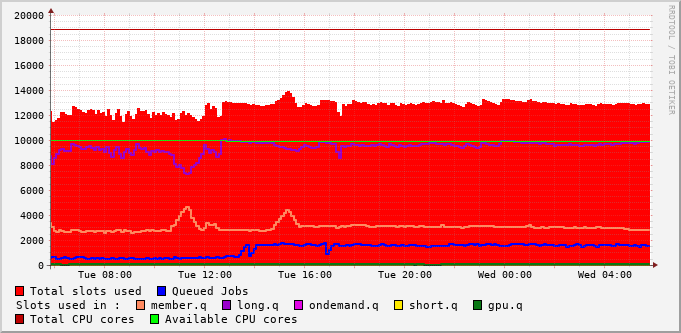 20000
18000
16000
14000
12000
10000
8000
6000
4000
2000
0
Tue 08:00 Tue 12:00 Tue 16:00 Tue 20:00 Wed 00:00 Wed 04:00
RRDTOOL / TOBI OETIKER
Total slots used Queued Jobs
Slots used in : member.q long.q ondemand.q short.q gpu.q
Total CPU cores Available CPU cores